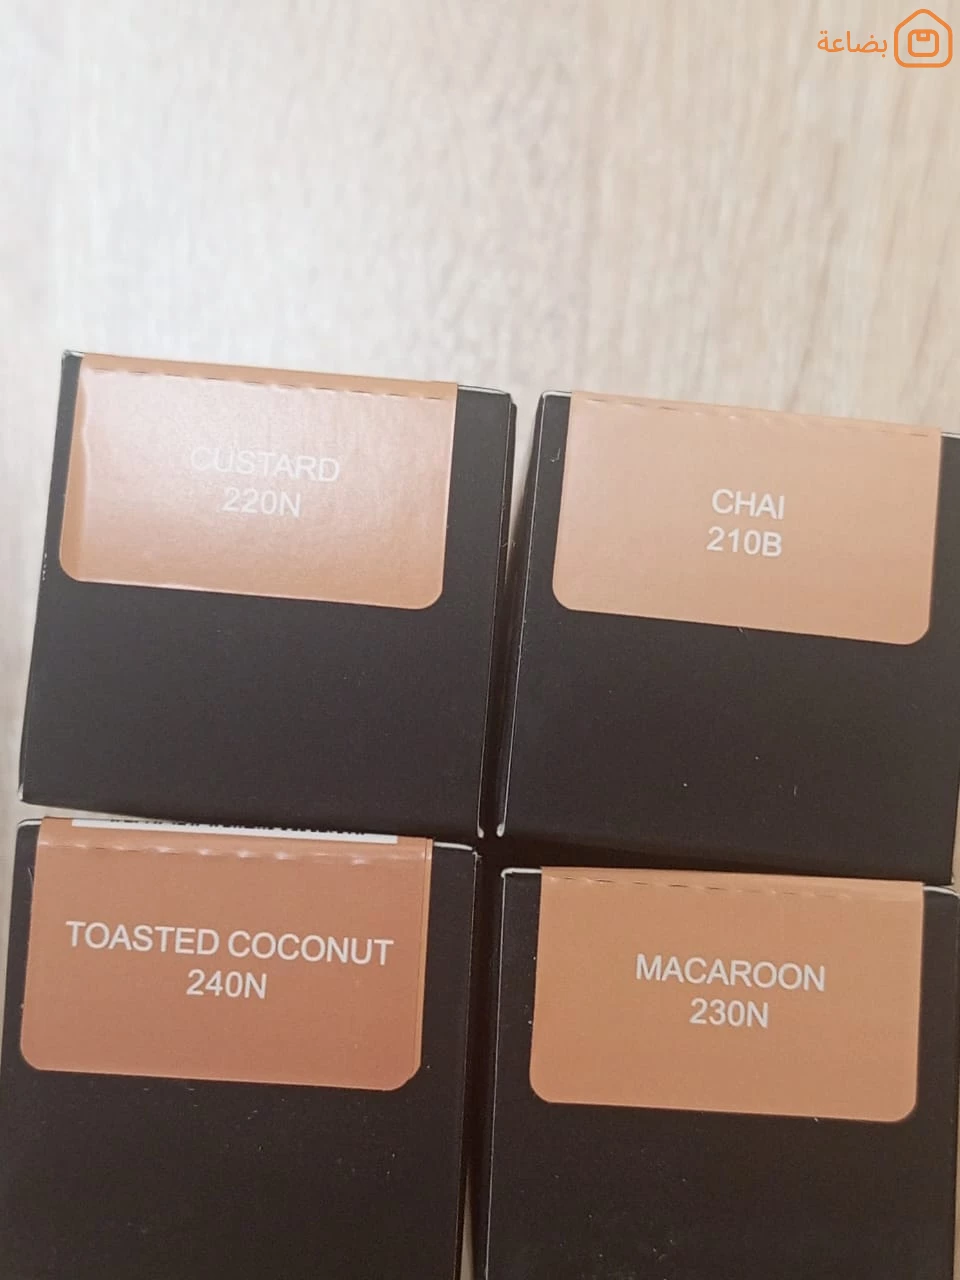 بضاعة
CUSTARD
220N
CHAI
210B
TOASTED COCONUT
240N
MACAROON
230N